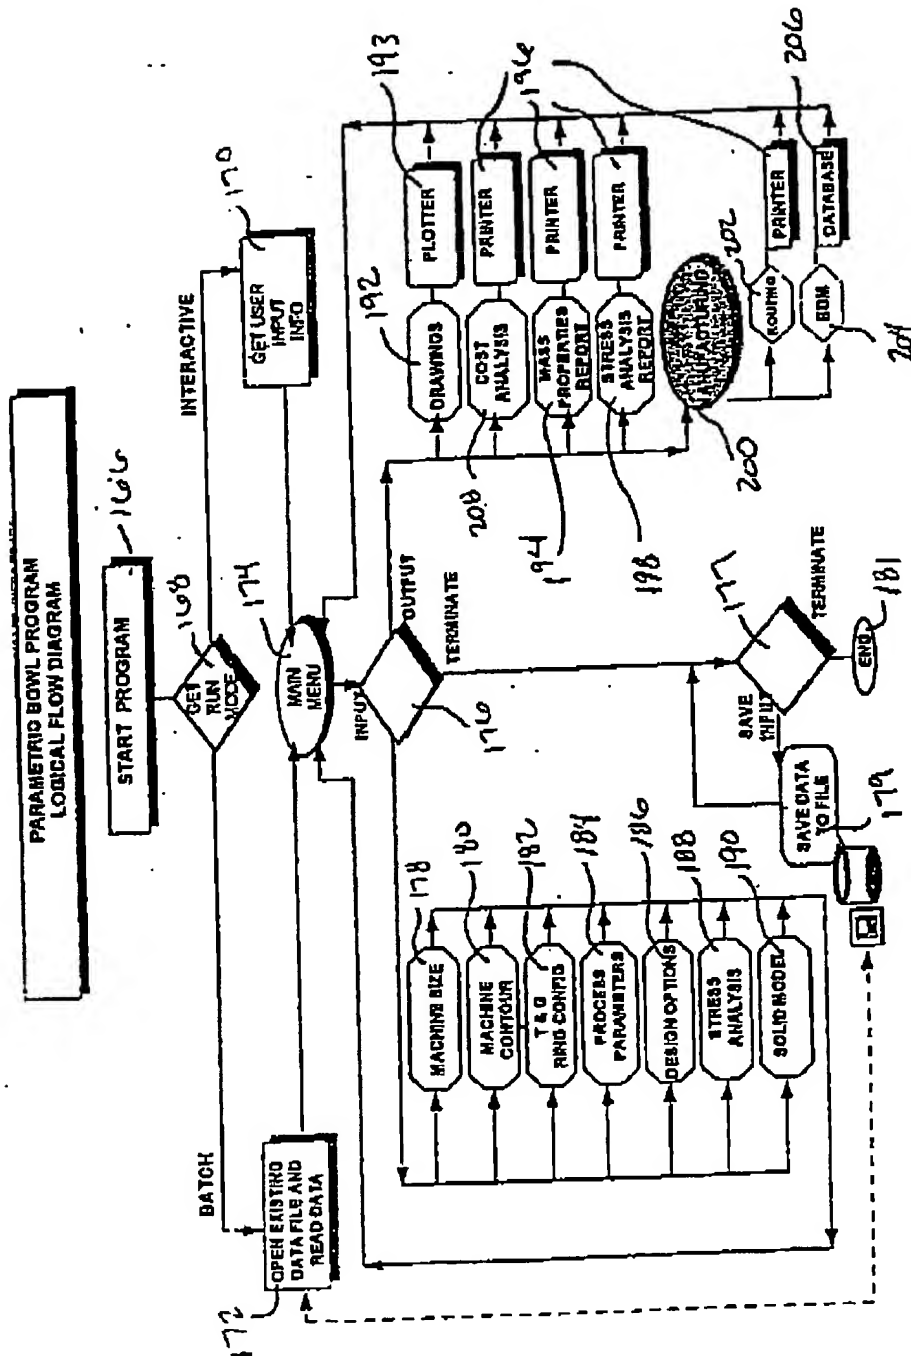 PARAMETRIC BOWL PROGRAM
LOGICAL FLOW DIAGRAM
START PROGRAM
166
GET
RUN
MODE
168
BATCH
INTERACTIVE
OPEN EXISTING
DATA FILE AND
READ DATA
172
MAIN
MENU
174
GET USER
INPUT
INFO
170
INPUT
OUTPUT
TERMINATE
176
MACHINE SIZE
178
MACHINE
CONTOUR
180
T & G
RING CONFIG
182
PROCESS
PARAMETERS
184
DESIGN OPTIONS
186
STRESS
ANALYSIS
188
SOLID MODEL
190
DRAWINGS
192
PLOTTER
193
COST
ANALYSIS
208
PRINTER
196
MASS
PROPERTIES
REPORT
194
PRINTER
196
STRESS
ANALYSIS
REPORT
198
PRINTER
MANUFACTURING
200
ROUTING
202
PRINTER
BOM
DATABASE
206
SAVE
INPUT
TERMINATE
177
SAVE DATA
TO FILE
179
END
181